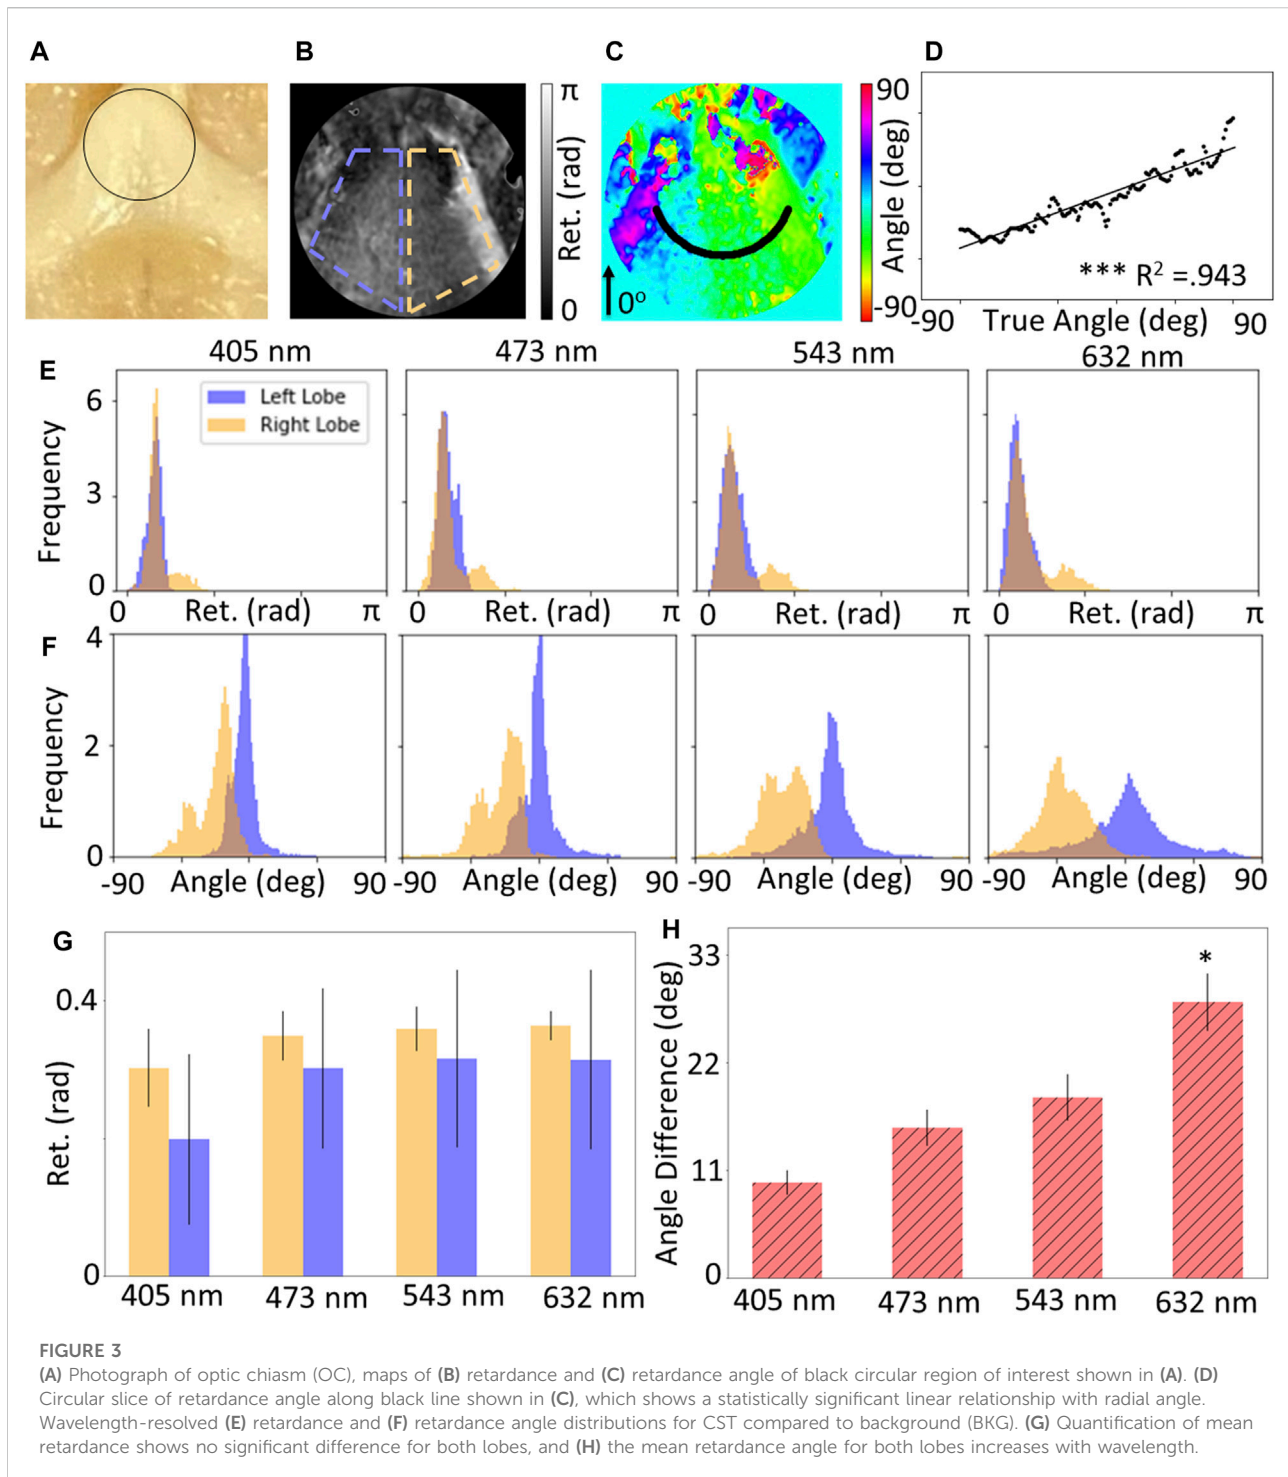 A
B
C
D
π
Ret. (rad)
0
0º
90
Angle (deg)
-90
*** R² =.943
-90 True Angle (deg) 90
405 nm
473 nm
543 nm
632 nm
E
Frequency
6
3
0
Left Lobe
Right Lobe
0 Ret. (rad) π
0 Ret. (rad) π
0 Ret. (rad) π
0 Ret. (rad) π
F
Frequency
4
2
0
-90 Angle (deg) 90
-90 Angle (deg) 90
-90 Angle (deg) 90
-90 Angle (deg) 90
G
Ret. (rad)
0.4
0
405 nm 473 nm 543 nm 632 nm
H
Angle Difference (deg)
33
22
11
0
*
405 nm 473 nm 543 nm 632 nm
FIGURE 3
(A) Photograph of optic chiasm (OC), maps of (B) retardance and (C) retardance angle of black circular region of interest shown in (A). (D)
Circular slice of retardance angle along black line shown in (C), which shows a statistically significant linear relationship with radial angle.
Wavelength-resolved (E) retardance and (F) retardance angle distributions for CST compared to background (BKG). (G) Quantification of mean
retardance shows no significant difference for both lobes, and (H) the mean retardance angle for both lobes increases with wavelength.